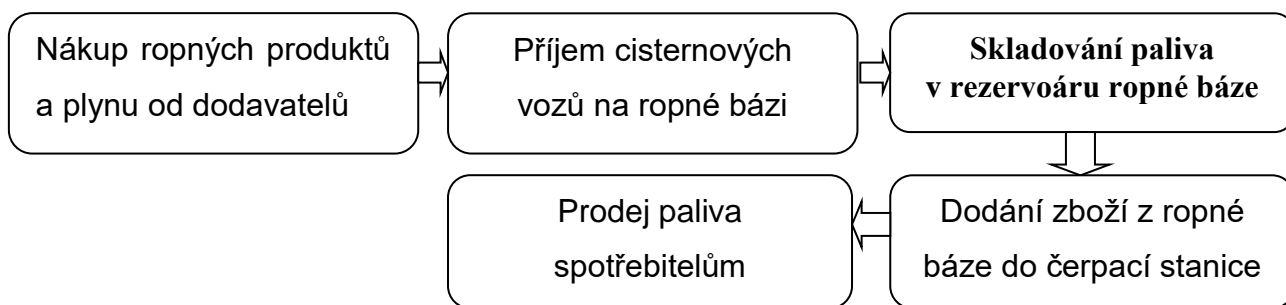 Nákup ropných produktů
a plynu od dodavatelů
Příjem cisternových
vozů na ropné bázi
Skladování paliva
v rezervoáru ropné báze
Dodání zboží z ropné
báze do čerpací stanice
Prodej paliva
spotřebitelům